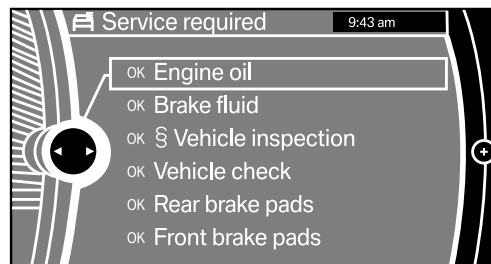 Service required 9:43 am
OK Engine oil
OK Brake fluid
OK § Vehicle inspection
OK Vehicle check
OK Rear brake pads
OK Front brake pads